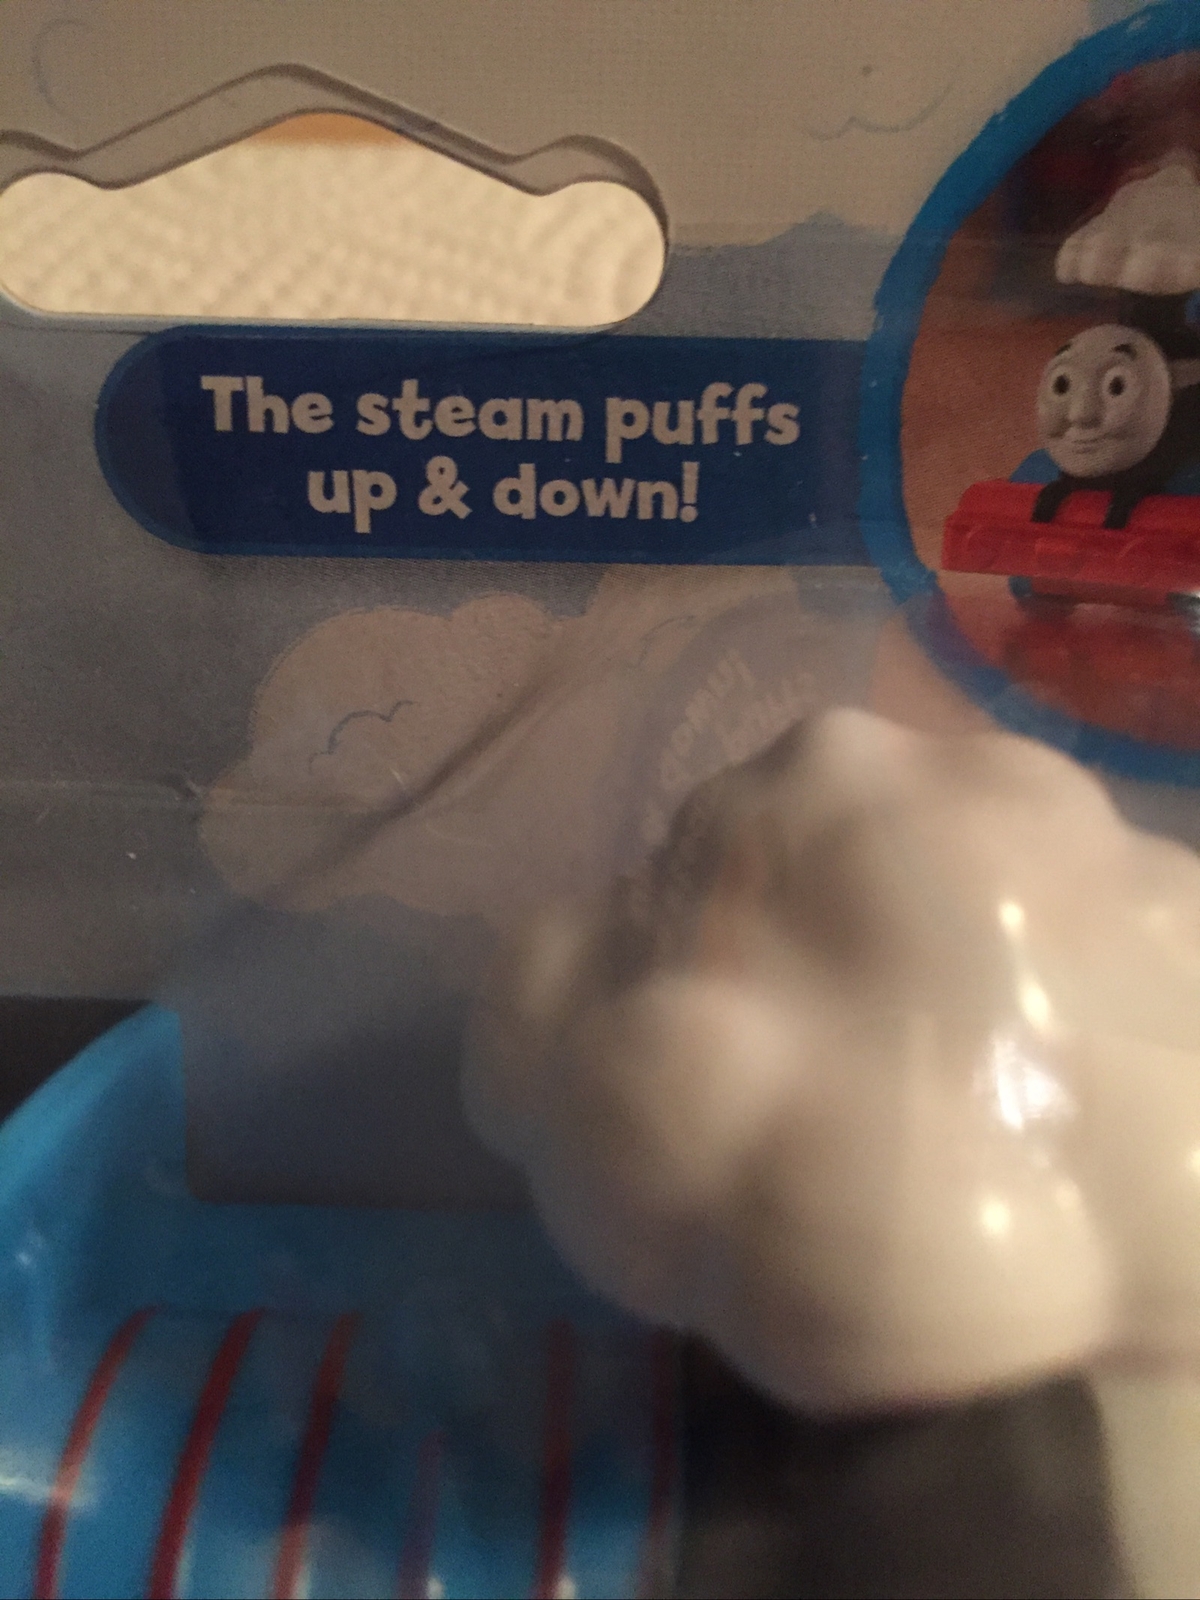 The steam puffs
up & down!